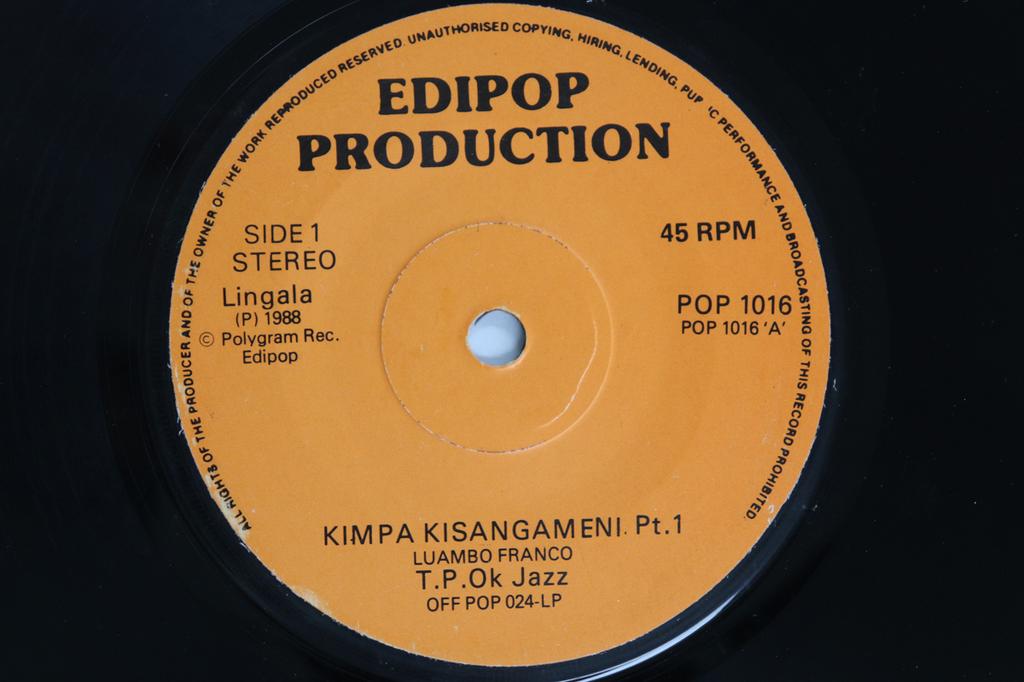 ALL RIGHTS OF THE PRODUCER AND OF THE OWNER OF THE WORK REPRODUCED RESERVED. UNAUTHORISED COPYING, HIRING, LENDING, PERFORMANCE AND BROADCASTING OF THIS RECORD PROHIBITED.
EDIPOP
PRODUCTION
SIDE 1
STEREO
Lingala
(P) 1988
© Polygram Rec.
Edipop
45 RPM
POP 1016
POP 1016 'A'
KIMPA KISANGAMENI. Pt.1
LUAMBO FRANCO
T.P.Ok Jazz
OFF POP 024-LP